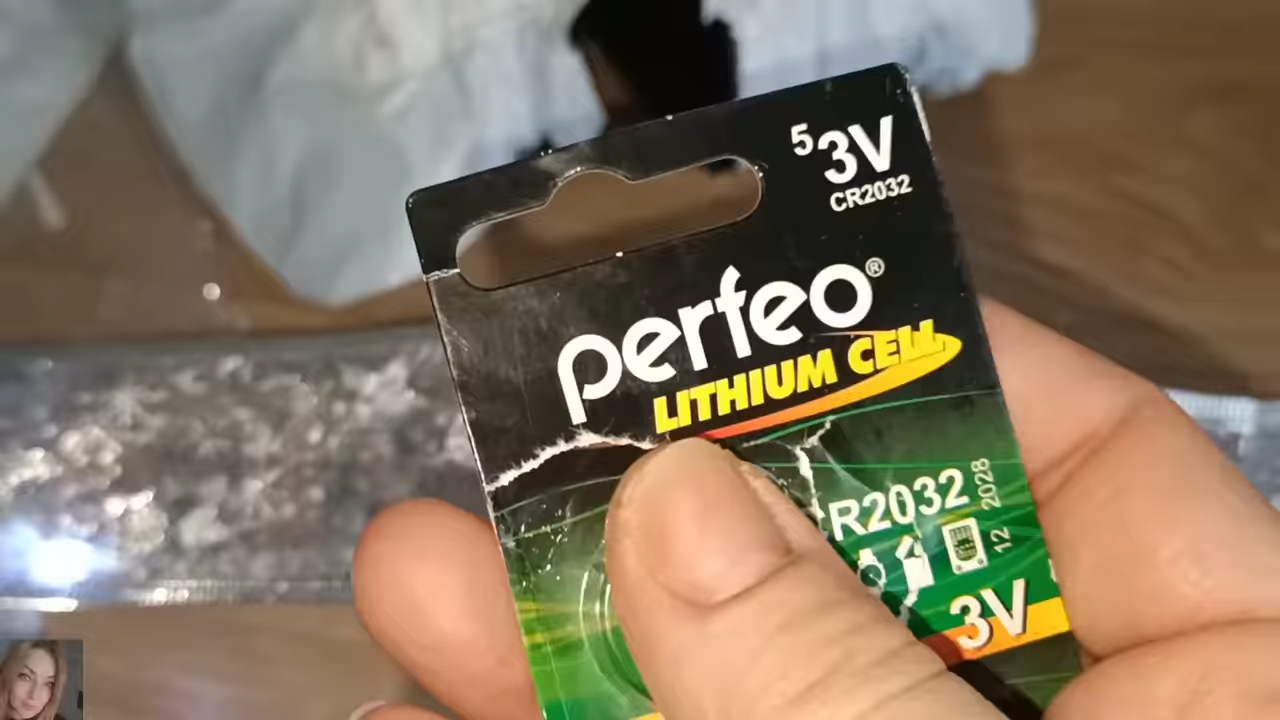 5 3V
CR2032
perfeo®
LITHIUM CELL
R2032
12 2028
3V